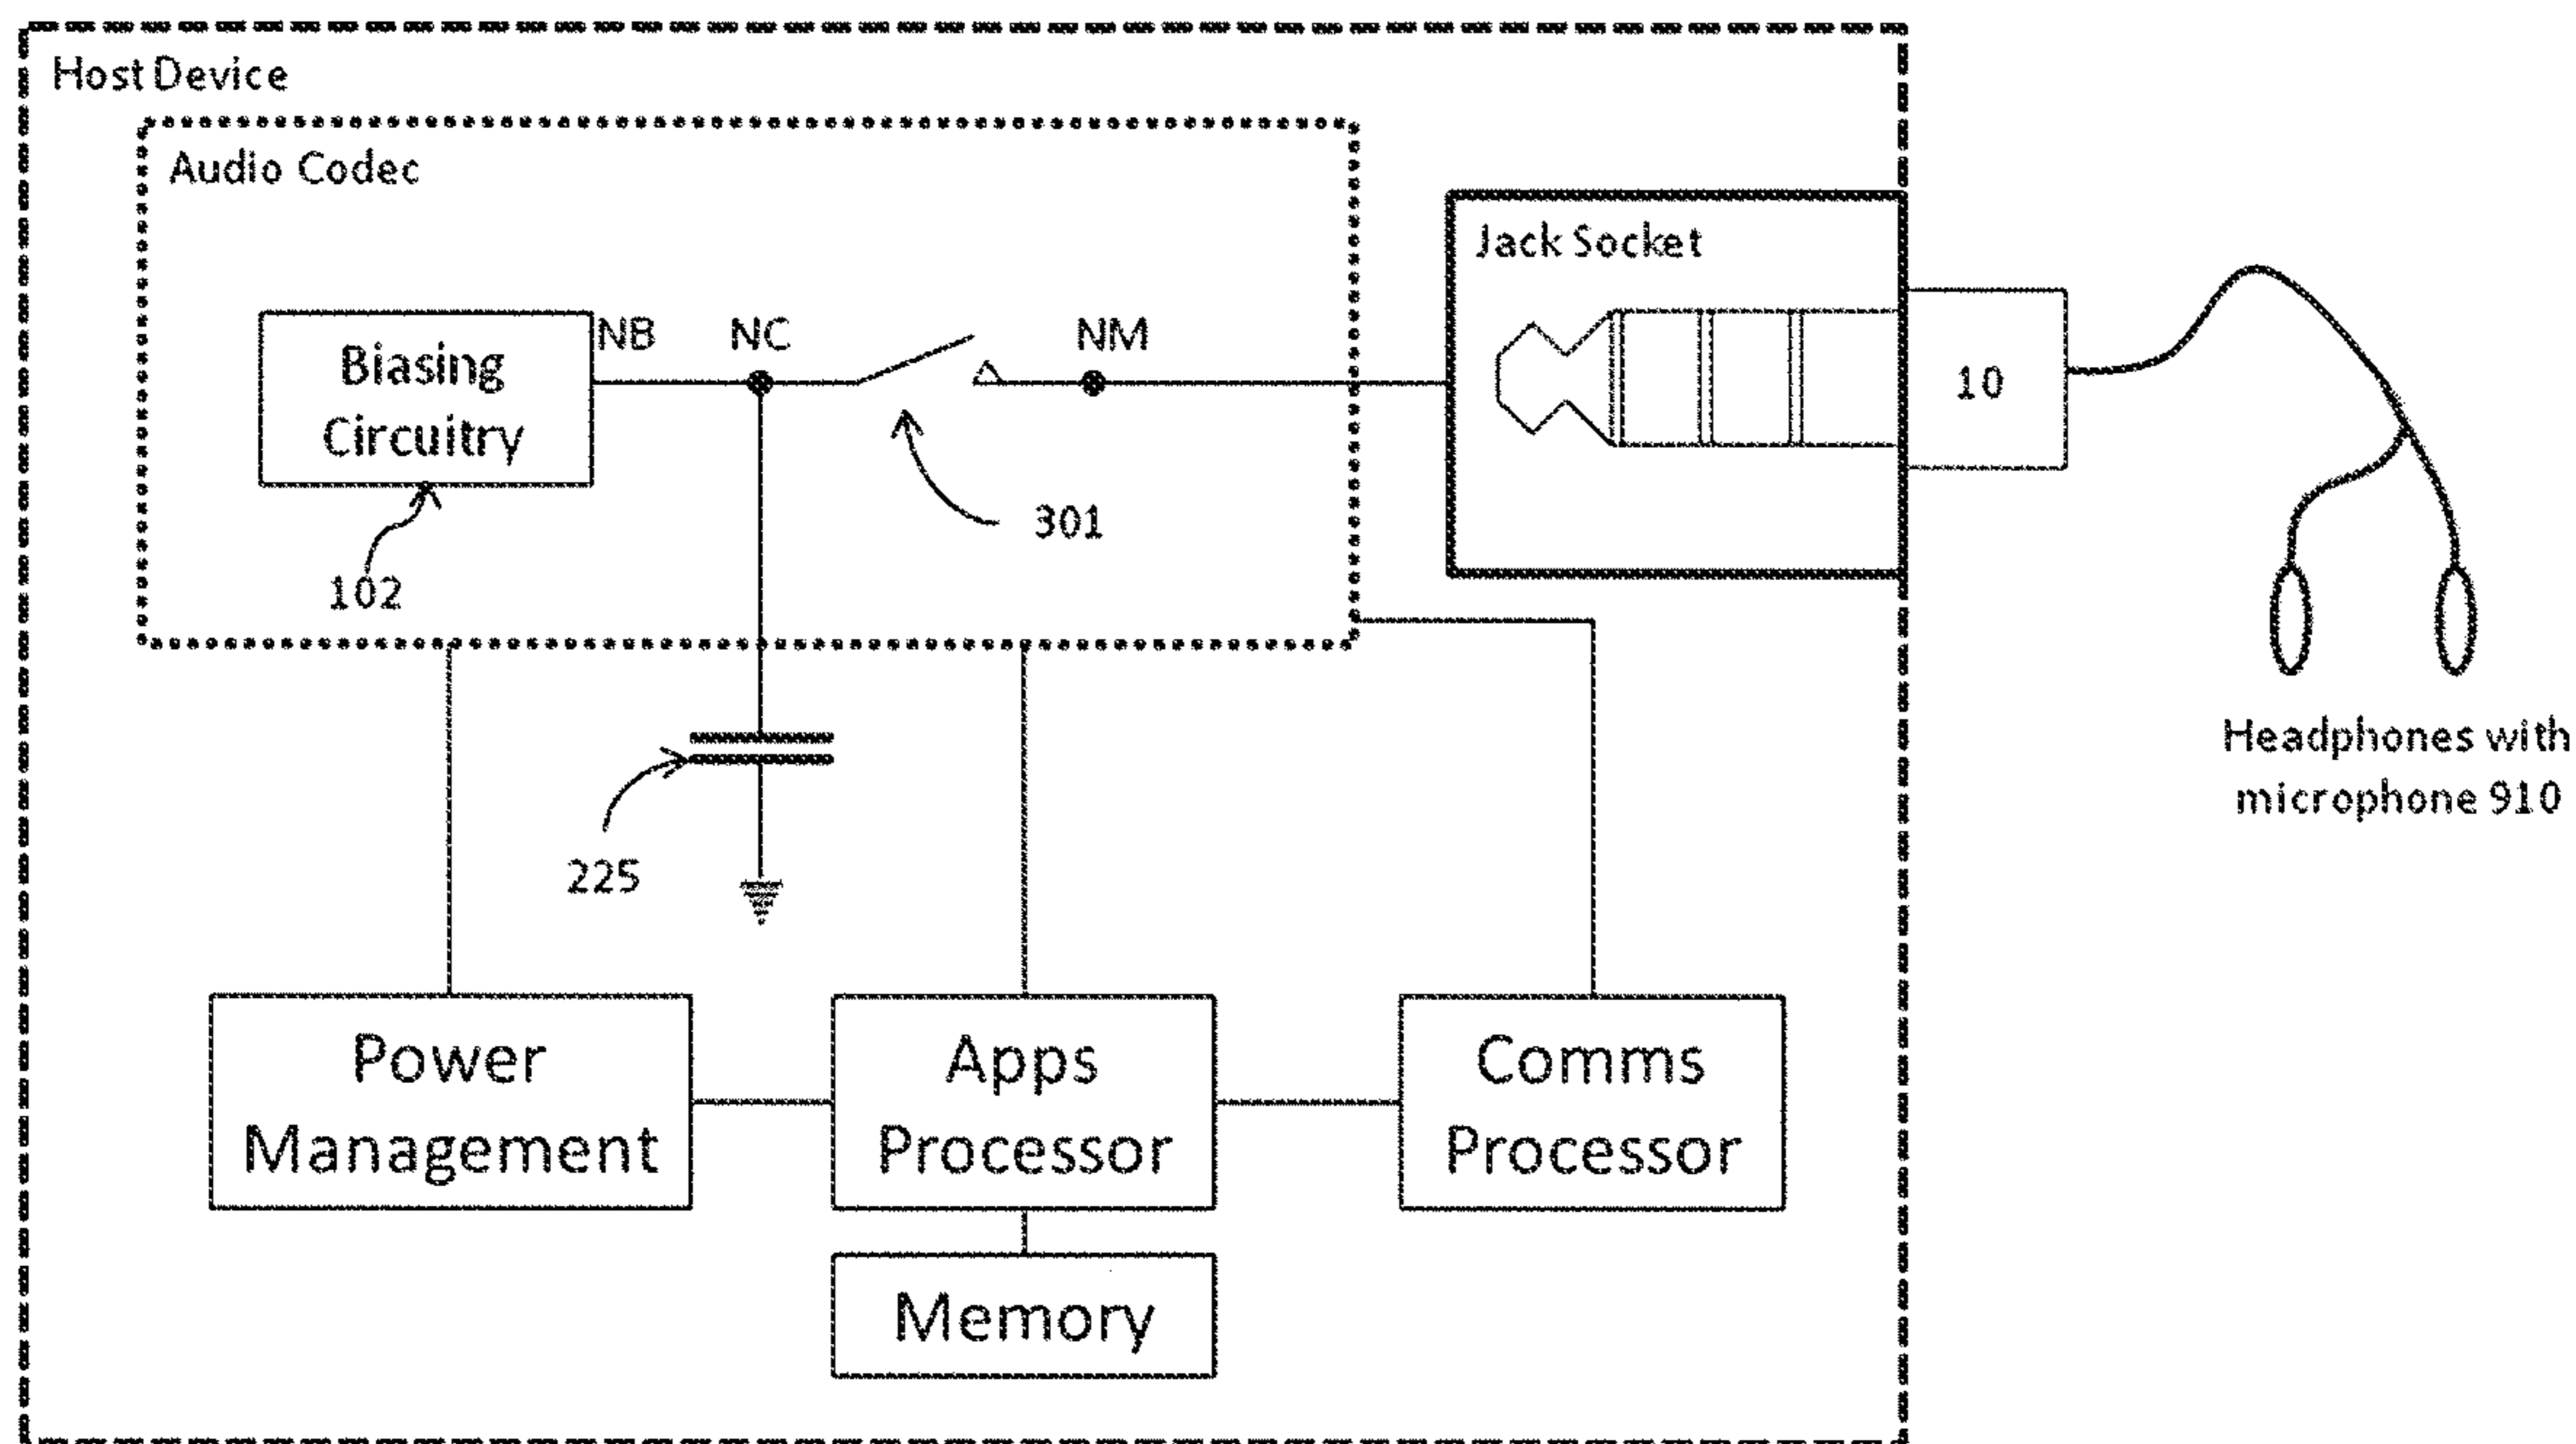 Host Device
Audio Codec
Jack Socket
NB
NC
NM
Biasing
Circuitry
10
301
102
Headphones with
microphone 910
225
Power
Management
Apps
Processor
Comms
Processor
Memory